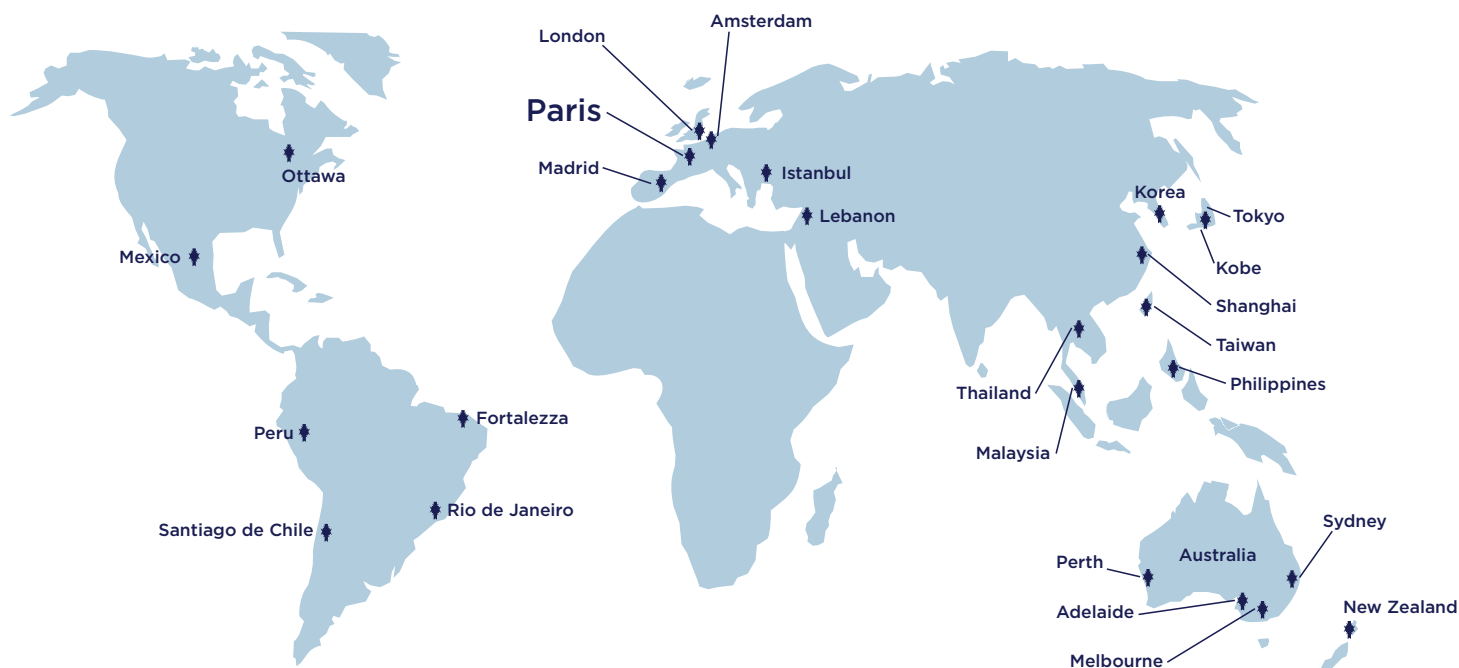 Amsterdam
London
Paris
Madrid
Istanbul
Lebanon
Ottawa
Mexico
Korea
Tokyo
Kobe
Shanghai
Taiwan
Philippines
Thailand
Malaysia
Fortalezza
Peru
Rio de Janeiro
Santiago de Chile
Sydney
Australia
Perth
Adelaide
New Zealand
Melbourne